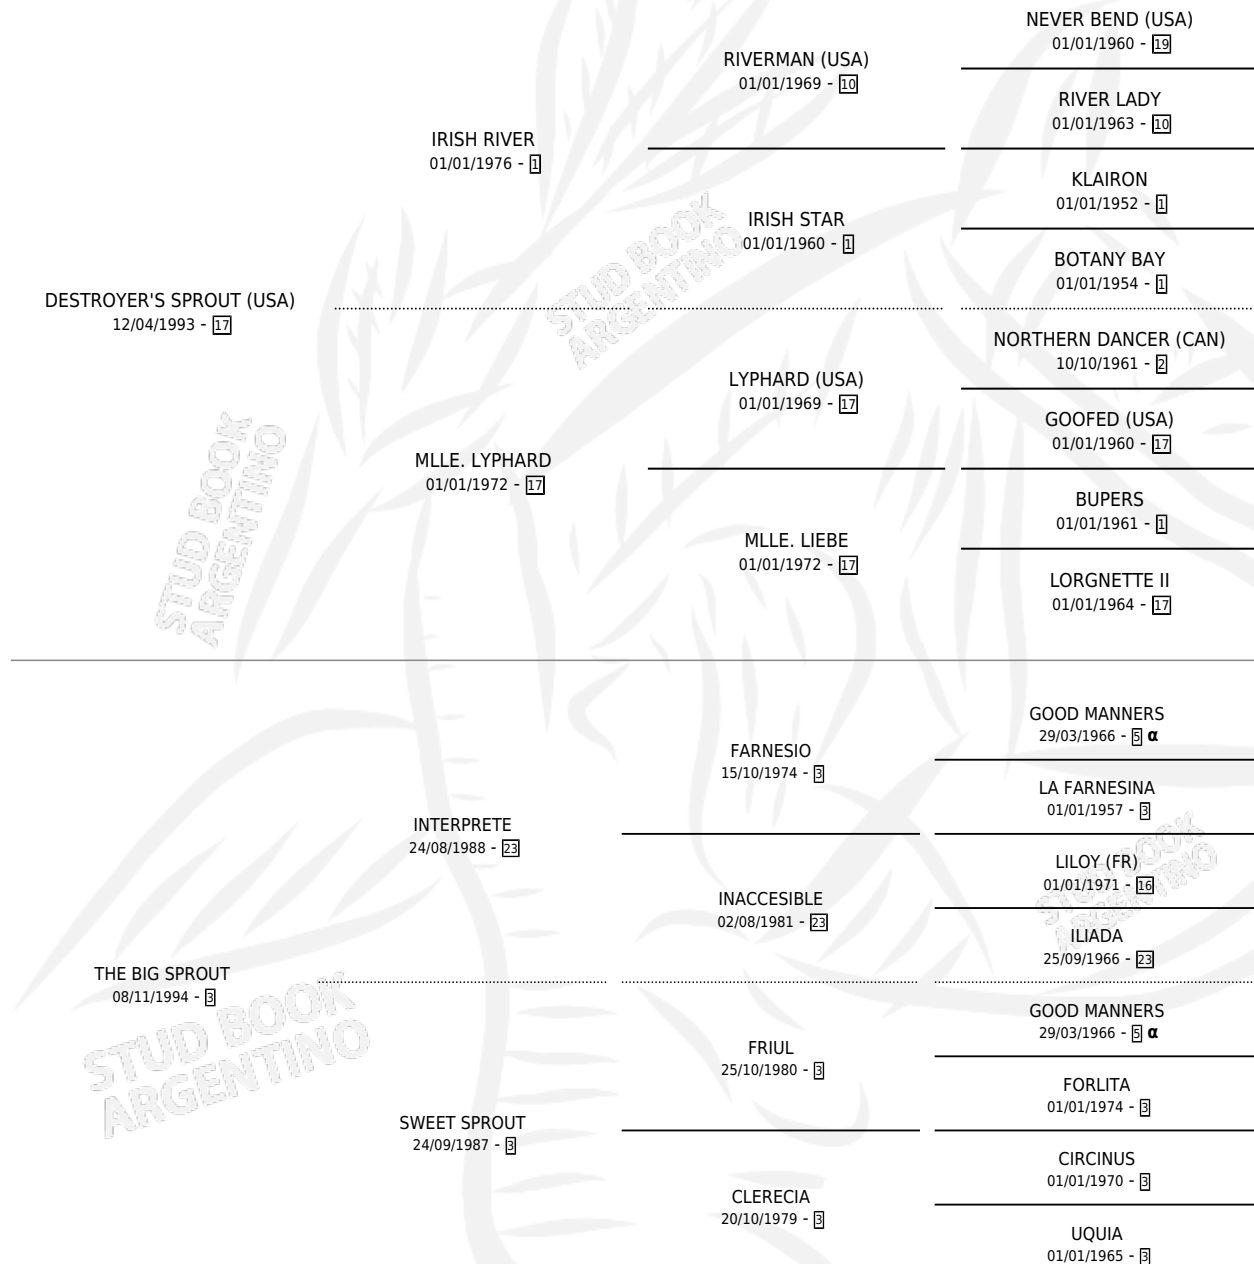 NEVER BEND (USA)
01/01/1960 - 19
RIVERMAN (USA)
01/01/1969 - 10
RIVER LADY
01/01/1963 - 10
IRISH RIVER
01/01/1976 - 1
KLAIRON
01/01/1952 - 1
IRISH STAR
01/01/1960 - 1
BOTANY BAY
01/01/1954 - 1
STUD BOOK
ARGENTINO
DESTROYER'S SPROUT (USA)
12/04/1993 - 17
NORTHERN DANCER (CAN)
10/10/1961 - 2
LYPHARD (USA)
01/01/1969 - 17
GOOFED (USA)
01/01/1960 - 17
MLLE. LYPHARD
01/01/1972 - 17
BUPERS
01/01/1961 - 1
MLLE. LIEBE
01/01/1972 - 17
LORGNETTE II
01/01/1964 - 17
STUD BOOK
ARGENTINO
GOOD MANNERS
29/03/1966 - 5 α
FARNESIO
15/10/1974 - 3
LA FARNESINA
01/01/1957 - 3
INTERPRETE
24/08/1988 - 23
LILOY (FR)
01/01/1971 - 16
INACCESIBLE
02/08/1981 - 23
ILIADA
25/09/1966 - 23
STUD BOOK
ARGENTINO
THE BIG SPROUT
08/11/1994 - 3
STUD BOOK
ARGENTINO
GOOD MANNERS
29/03/1966 - 5 α
FRIUL
25/10/1980 - 3
FORLITA
01/01/1974 - 3
SWEET SPROUT
24/09/1987 - 3
CIRCINUS
01/01/1970 - 3
CLERECIA
20/10/1979 - 3
UQUIA
01/01/1965 - 3